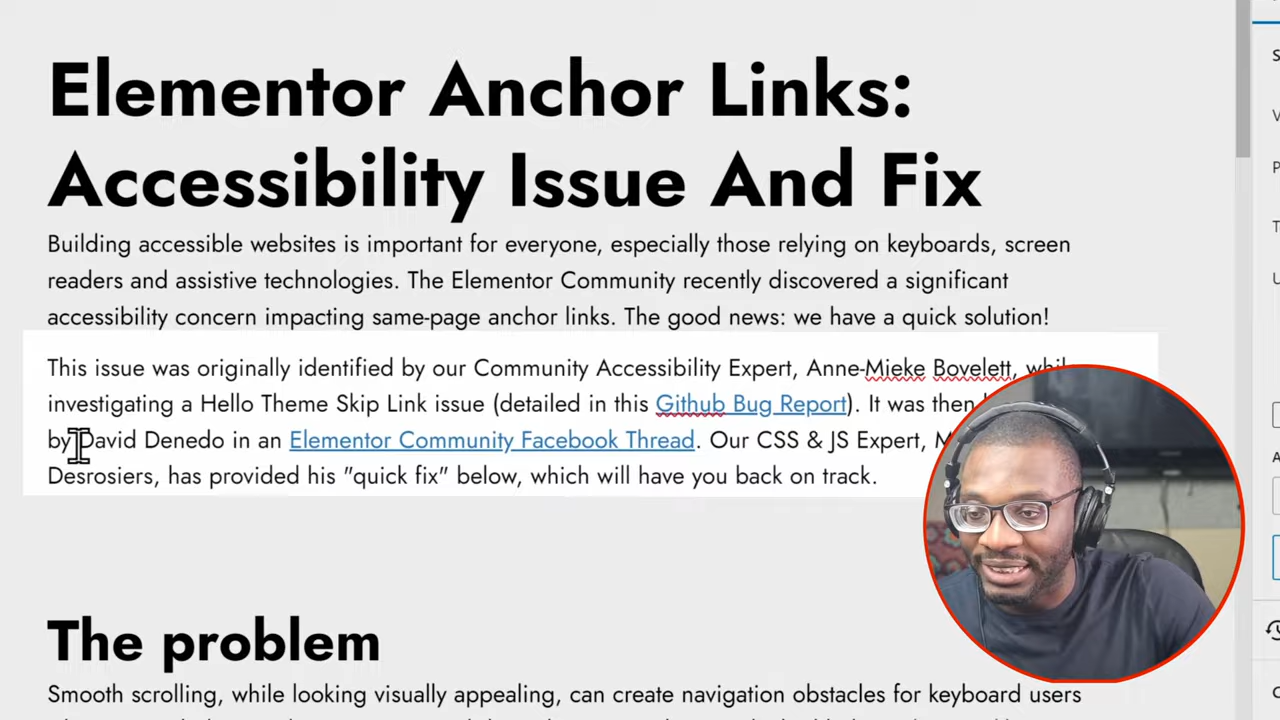 Elementor Anchor Links:
Accessibility Issue And Fix
Building accessible websites is important for everyone, especially those relying on keyboards, screen
readers and assistive technologies. The Elementor Community recently discovered a significant
accessibility concern impacting same-page anchor links. The good news: we have a quick solution!
This issue was originally identified by our Community Accessibility Expert, Anne-Mieke Bovelett,
investigating a Hello Theme Skip Link issue (detailed in this Github Bug Report). It was then
by David Denedo in an Elementor Community Facebook Thread. Our CSS & JS Expert,
Desrosiers, has provided his "quick fix" below, which will have you back on track.
The problem
Smooth scrolling, while looking visually appealing, can create navigation obstacles for keyboard users